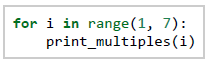 for i in range(1, 7):
    print_multiples(i)